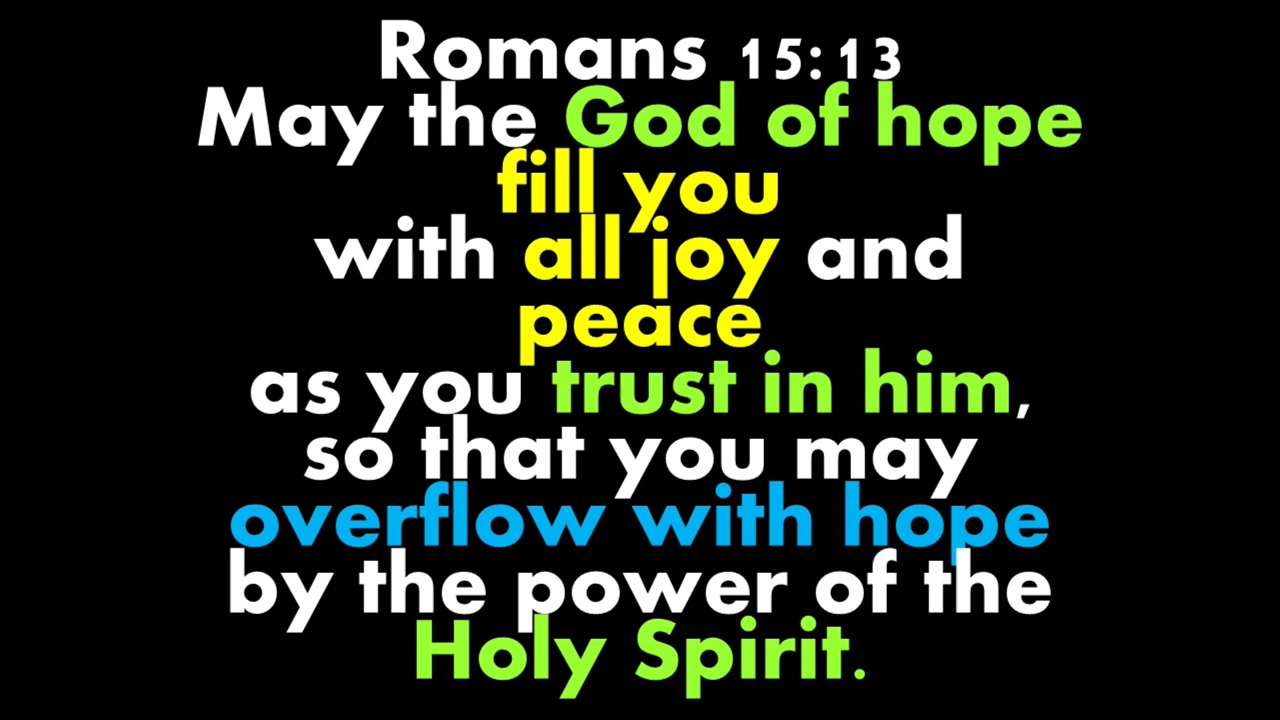 Romans 15:13
May the God of hope
fill you
with all joy and
peace
as you trust in him,
so that you may
overflow with hope
by the power of the
Holy Spirit.